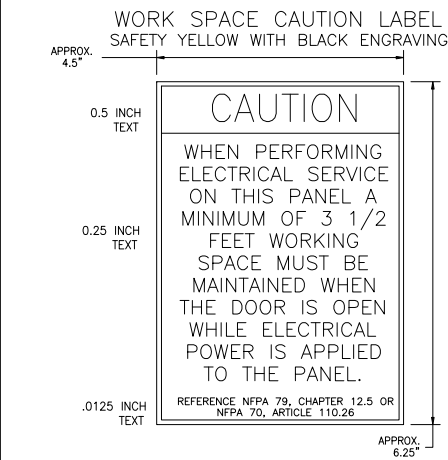 WORK SPACE CAUTION LABEL
SAFETY YELLOW WITH BLACK ENGRAVING
APPROX.
4.5"
0.5 INCH
TEXT
CAUTION
WHEN PERFORMING
ELECTRICAL SERVICE
ON THIS PANEL A
MINIMUM OF 3 1/2
FEET WORKING
SPACE MUST BE
MAINTAINED WHEN
THE DOOR IS OPEN
WHILE ELECTRICAL
POWER IS APPLIED
TO THE PANEL.
0.25 INCH
TEXT
REFERENCE NFPA 79, CHAPTER 12.5 OR
NFPA 70, ARTICLE 110.26
.0125 INCH
TEXT
APPROX.
6.25"